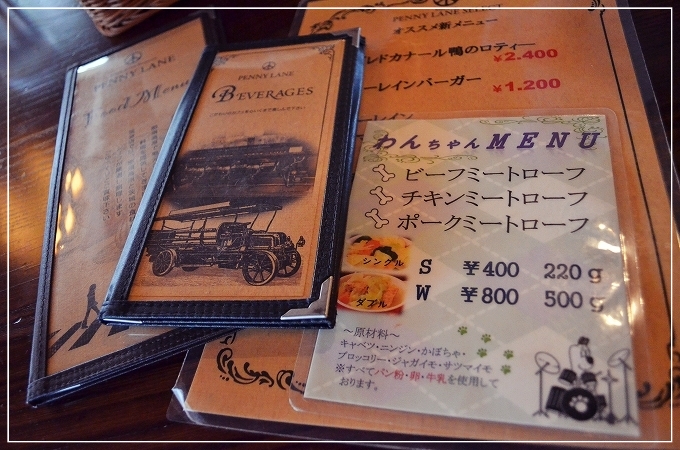 PENNY LANE
Food Menu
PENNY LANE
BEVERAGES
PENNY LANE SELECT
オススメ新メニュー
ルドカナール鴨のロティー
¥2.400
ーレインバーガー
¥1.200
ーレイン
わんちゃんMENU
ビーフミートローフ
チキンミートローフ
ポークミートローフ
シングル
S ¥400 220g
ダブル
W ¥800 500g
～原材料～
キャベツ・ニンジン・かぼちゃ・
ブロッコリー・ジャガイモ・サツマイモ
※すべてパン粉・卵・牛乳を使用して
おります。